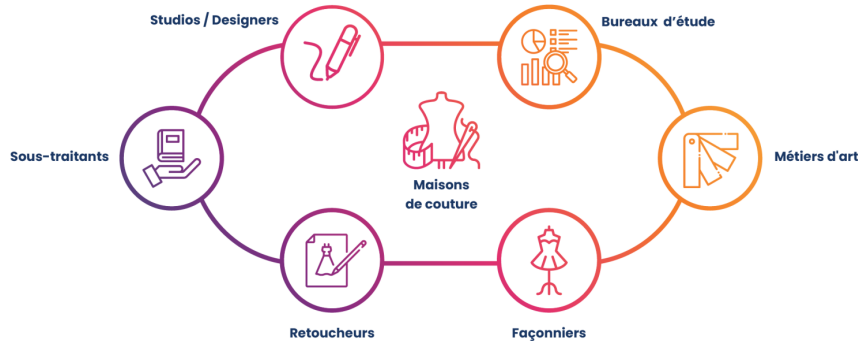 Studios / Designers
Bureaux d’étude
Sous-traitants
Maisons
de couture
Métiers d'art
Retoucheurs
Façonniers